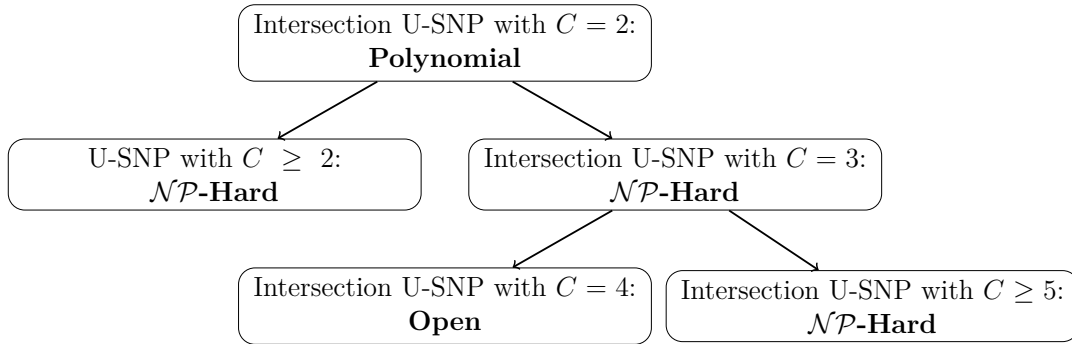 Intersection U-SNP with C = 2:
Polynomial
U-SNP with C ≥ 2:
𝒩𝒫-Hard
Intersection U-SNP with C = 3:
𝒩𝒫-Hard
Intersection U-SNP with C = 4:
Open
Intersection U-SNP with C ≥ 5:
𝒩𝒫-Hard